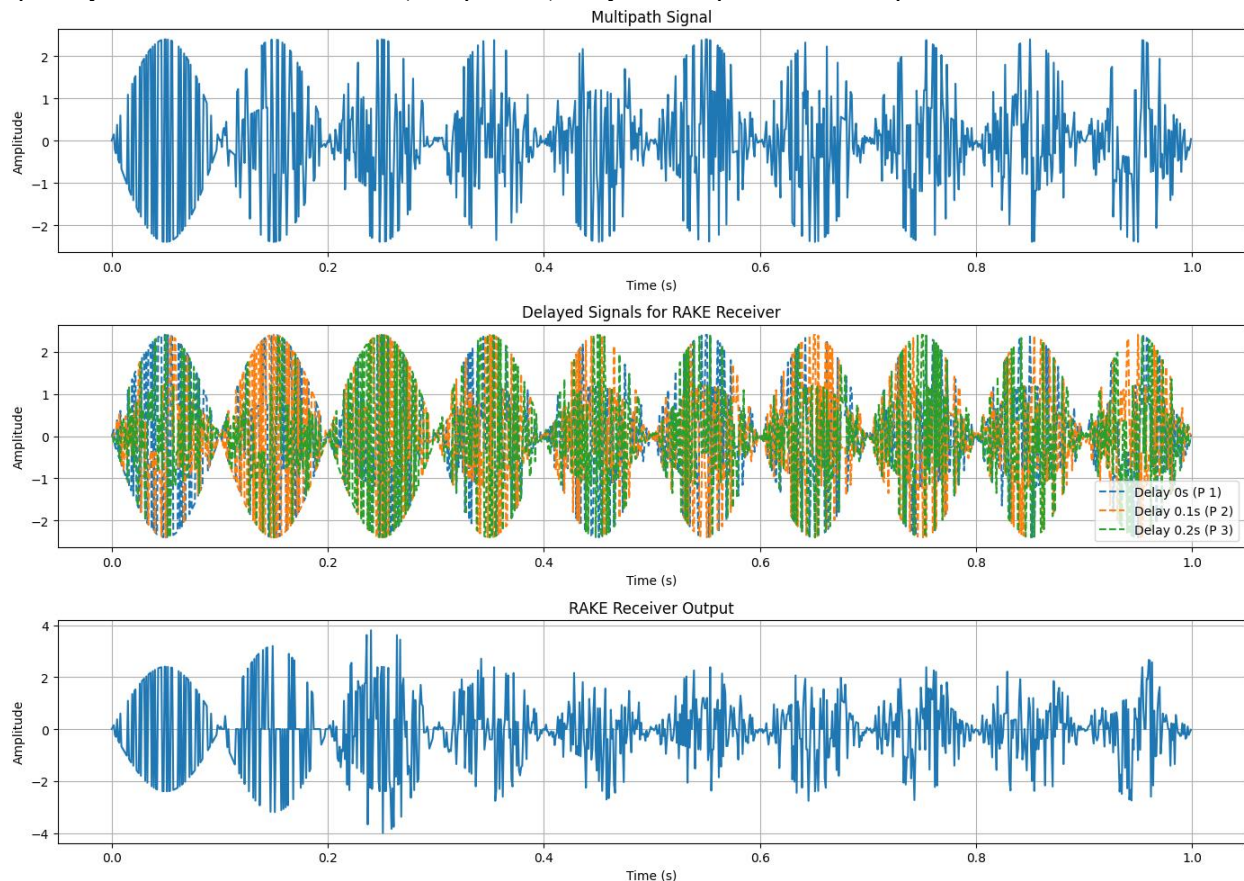 Multipath Signal
2
1
0
−1
−2
Amplitude
0.0 0.2 0.4 0.6 0.8 1.0
Time (s)
Delayed Signals for RAKE Receiver
2
1
0
−1
−2
Amplitude
Delay 0s (P 1)
Delay 0.1s (P 2)
Delay 0.2s (P 3)
0.0 0.2 0.4 0.6 0.8 1.0
Time (s)
RAKE Receiver Output
4
2
0
−2
−4
Amplitude
0.0 0.2 0.4 0.6 0.8 1.0
Time (s)